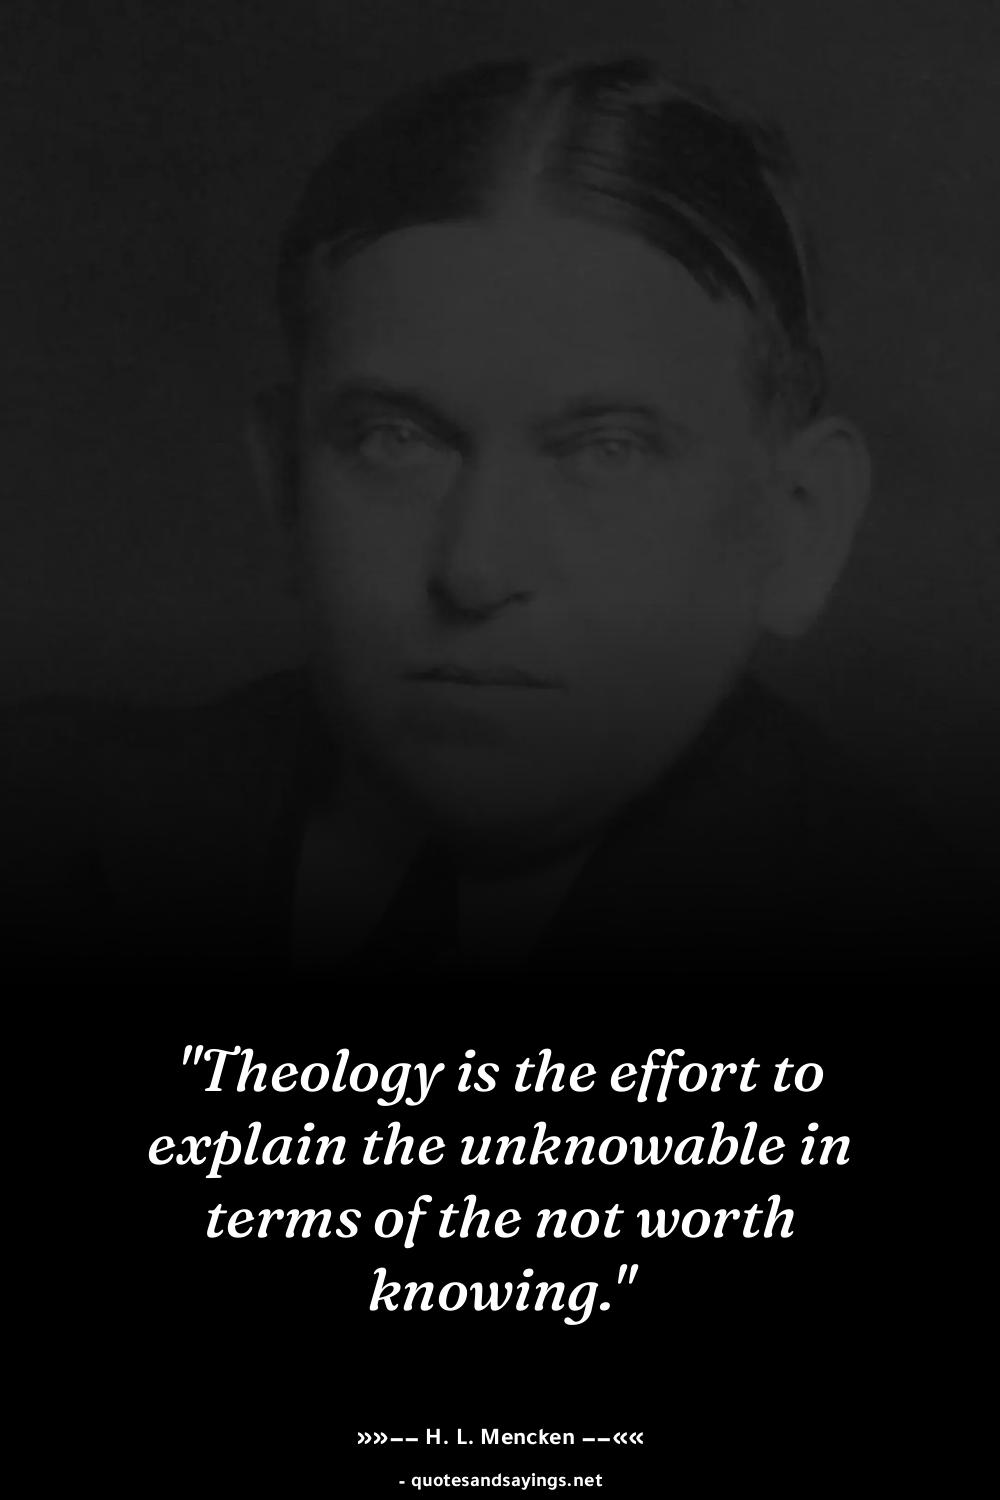 "Theology is the effort to
explain the unknowable in
terms of the not worth
knowing."
»»–– H. L. Mencken ––««
- quotesandsayings.net